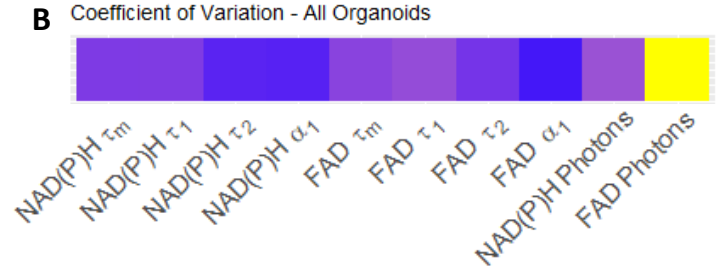 B Coefficient of Variation - All Organoids
NAD(P)H τm
NAD(P)H τ1
NAD(P)H τ2
NAD(P)H α1
FAD τm
FAD τ1
FAD τ2
FAD α1
NAD(P)H Photons
FAD Photons